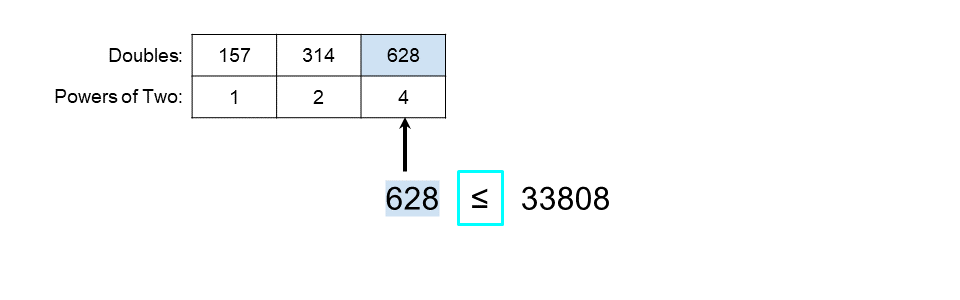 Doubles: 157 314 628
Powers of Two: 1 2 4
628 ≤ 33808